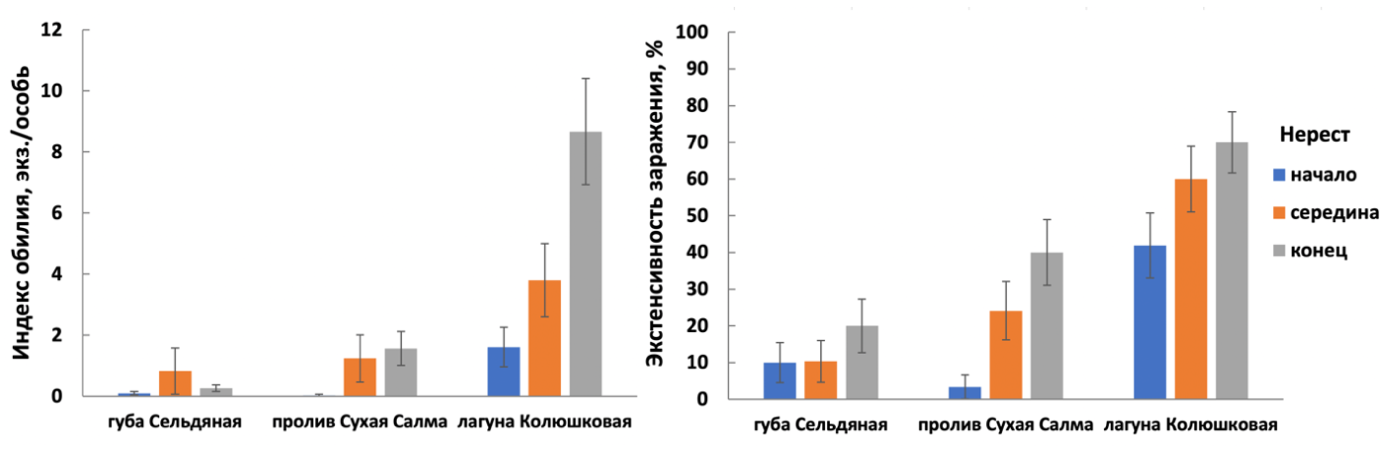 Индекс обилия, экз./особь
12
10
8
6
4
2
0
губа Сельдяная
пролив Сухая Салма
лагуна Колюшковая
Экстенсивность заражения, %
100
90
80
70
60
50
40
30
20
10
0
губа Сельдяная
пролив Сухая Салма
лагуна Колюшковая
Нерест
начало
середина
конец